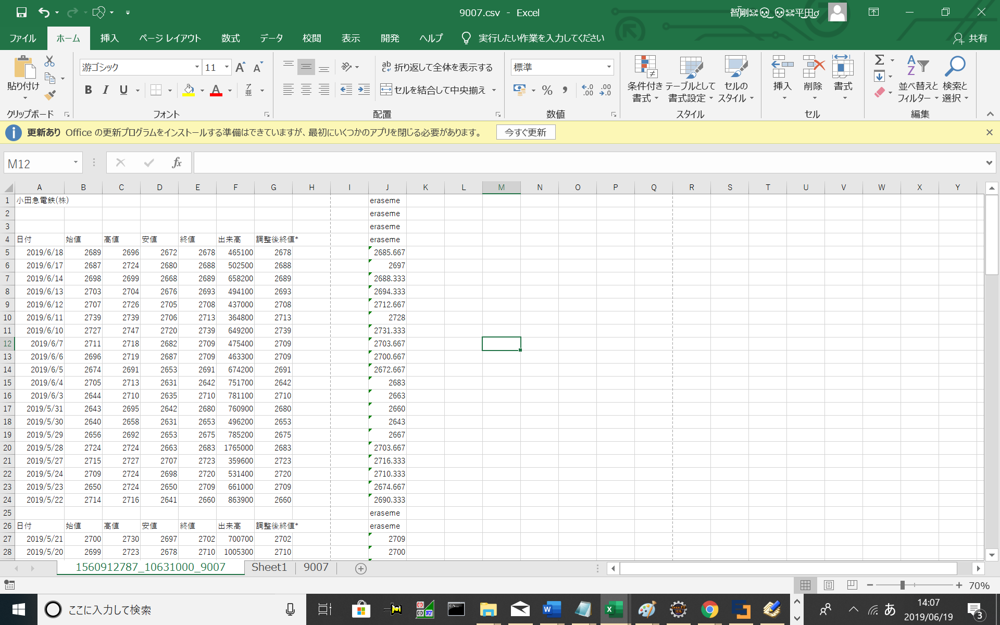 9007.csv - Excel
ファイル ホーム 挿入 ページ レイアウト 数式 データ 校閲 表示 開発 ヘルプ 実行したい作業を入力してください 共有
游ゴシック 11 折り返して全体を表示する 標準
貼り付け B I U セルを結合して中央揃え % 条件付き書式 テーブルとして書式設定 セルのスタイル 挿入 削除 書式 並べ替えとフィルター 検索と選択
クリップボード フォント 配置 数値 スタイル セル 編集
更新あり Office の更新プログラムをインストールする準備はできていますが、最初にいくつかのアプリを閉じる必要があります。 今すぐ更新
M12 fx
A B C D E F G H I J K L M N O P Q R S T U V W X Y
1 小田急電鉄(株) eraseme
2 eraseme
3 eraseme
4 日付 始値 高値 安値 終値 出来高 調整後終値* eraseme
5 2019/6/18 2689 2696 2672 2678 465100 2678 2685.667
6 2019/6/17 2687 2724 2680 2688 502500 2688 2697
7 2019/6/14 2698 2699 2668 2689 658200 2689 2688.333
8 2019/6/13 2703 2704 2676 2693 494100 2693 2694.333
9 2019/6/12 2707 2726 2705 2708 437000 2708 2712.667
10 2019/6/11 2739 2739 2706 2713 364800 2713 2728
11 2019/6/10 2727 2747 2720 2739 649200 2739 2731.333
12 2019/6/7 2711 2718 2682 2709 475400 2709 2703.667
13 2019/6/6 2696 2719 2687 2709 463300 2709 2700.667
14 2019/6/5 2674 2691 2653 2691 674200 2691 2672.667
15 2019/6/4 2705 2713 2631 2642 751700 2642 2683
16 2019/6/3 2644 2710 2635 2710 781100 2710 2663
17 2019/5/31 2643 2695 2642 2680 760900 2680 2660
18 2019/5/30 2640 2658 2631 2653 496200 2653 2643
19 2019/5/29 2656 2692 2653 2675 785200 2675 2667
20 2019/5/28 2724 2724 2663 2683 1765000 2683 2703.667
21 2019/5/27 2715 2727 2707 2723 359600 2723 2716.333
22 2019/5/24 2709 2724 2698 2720 531400 2720 2710.333
23 2019/5/23 2650 2724 2650 2709 661000 2709 2674.667
24 2019/5/22 2714 2716 2641 2660 863900 2660 2690.333
25 eraseme
26 日付 始値 高値 安値 終値 出来高 調整後終値* eraseme
27 2019/5/21 2700 2730 2697 2702 700700 2702 2709
28 2019/5/20 2699 2723 2678 2710 1005300 2710 2700
1560912787_10631000_9007 Sheet1 9007
70%
ここに入力して検索 あ 14:07
2019/06/19 3